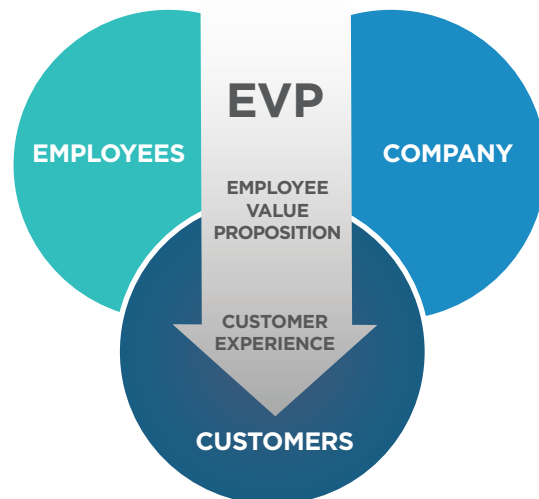 EVP
EMPLOYEES
COMPANY
EMPLOYEE
VALUE
PROPOSITION
CUSTOMER
EXPERIENCE
CUSTOMERS